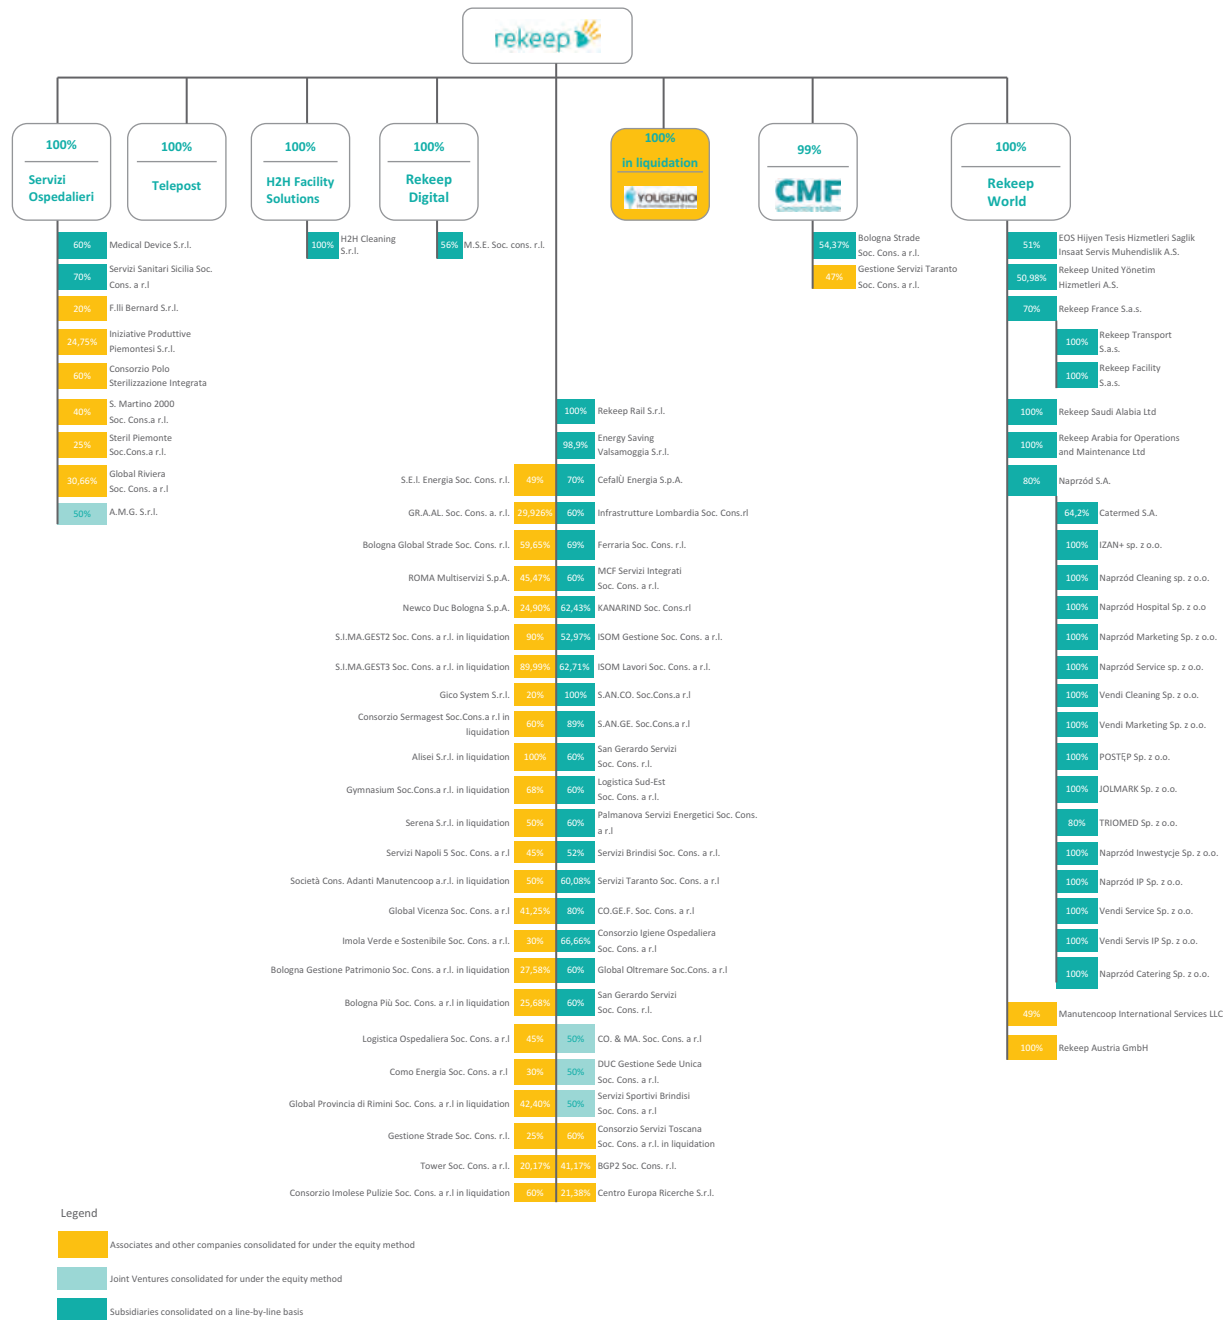 rekeep
100%
Servizi
Ospedalieri
100%
Telepost
100%
H2H Facility
Solutions
100%
Rekeep
Digital
100%
in liquidation
YOUGENIO
99%
CMF
100%
Rekeep
World
60%
Medical Device S.r.l.
70%
Servizi Sanitari Sicilia Soc.
Cons. a r.l
20%
F.lli Bernard S.r.l.
24,75%
Iniziative Produttive
Piemontesi S.r.l.
60%
Consorzio Polo
Sterilizzazione Integrata
40%
S. Martino 2000
Soc. Cons.a r.l.
25%
Steril Piemonte
Soc.Cons.a r.l.
30,66%
Global Riviera
Soc. Cons. a r.l
50%
A.M.G. S.r.l.
100%
H2H Cleaning
S.r.l.
56%
M.S.E. Soc. cons. r.l.
54,37%
Bologna Strade
Soc. Cons. a r.l.
47%
Gestione Servizi Taranto
Soc. Cons. a r.l.
51%
EOS Hijyen Tesis Hizmetleri Saglik
Insaat Servis Muhendislik A.S.
50,98%
Rekeep United Yönetim
Hizmetleri A.S.
70%
Rekeep France S.a.s.
100%
Rekeep Transport
S.a.s.
100%
Rekeep Facility
S.a.s.
100%
Rekeep Saudi Alabia Ltd
100%
Rekeep Arabia for Operations
and Maintenance Ltd
80%
Naprzód S.A.
64,2%
Catermed S.A.
100%
IZAN+ sp. z o.o.
100%
Naprzód Cleaning sp. z o.o.
100%
Naprzód Hospital Sp. z o.o
100%
Naprzód Marketing Sp. z o.o.
100%
Naprzód Service sp. z o.o.
100%
Vendi Cleaning Sp. z o.o.
100%
Vendi Marketing Sp. z o.o.
100%
POSTĘP Sp. z o.o.
100%
JOLMARK Sp. z o.o.
80%
TRIOMED Sp. z o.o.
100%
Naprzód Inwestycje Sp. z o.o.
100%
Naprzód IP Sp. z o.o.
100%
Vendi Service Sp. z o.o.
100%
Vendi Servis IP Sp. z o.o.
100%
Naprzód Catering Sp. z o.o.
49%
Manutencoop International Services LLC
100%
Rekeep Austria GmbH
100% Rekeep Rail S.r.l.
98,9%
Energy Saving
Valsamoggia S.r.l.
S.E.I. Energia Soc. Cons. r.l. 49% 70% CefalÙ Energia S.p.A.
GR.A.AL. Soc. Cons. a. r.l. 29,926% 60% Infrastrutture Lombardia Soc. Cons.rl
Bologna Global Strade Soc. Cons. r.l. 59,65% 69% Ferraria Soc. Cons. r.l.
ROMA Multiservizi S.p.A. 45,47% 60%
MCF Servizi Integrati
Soc. Cons. a r.l.
Newco Duc Bologna S.p.A. 24,90% 62,43% KANARIND Soc. Cons.rl
S.I.MA.GEST2 Soc. Cons. a r.l. in liquidation 90% 52,97% ISOM Gestione Soc. Cons. a r.l.
S.I.MA.GEST3 Soc. Cons. a r.l. in liquidation 89,99% 62,71% ISOM Lavori Soc. Cons. a r.l.
Gico System S.r.l. 20% 100% S.AN.CO. Soc.Cons.a r.l
Consorzio Sermagest Soc.Cons.a r.l in
liquidation
60% 89% S.AN.GE. Soc.Cons.a r.l
Alisei S.r.l. in liquidation 100% 60%
San Gerardo Servizi
Soc. Cons. r.l.
Gymnasium Soc.Cons.a r.l. in liquidation 68% 60%
Logistica Sud-Est
Soc. Cons. a r.l.
Serena S.r.l. in liquidation 50% 60%
Palmanova Servizi Energetici Soc. Cons.
a r.l
Servizi Napoli 5 Soc. Cons. a r.l 45% 52% Servizi Brindisi Soc. Cons. a r.l.
Società Cons. Adanti Manutencoop a.r.l. in liquidation 50% 60,08% Servizi Taranto Soc. Cons. a r.l
Global Vicenza Soc. Cons. a r.l 41,25% 80% CO.GE.F. Soc. Cons. a r.l
Imola Verde e Sostenibile Soc. Cons. a r.l. 30% 66,66%
Consorzio Igiene Ospedaliera
Soc. Cons. a r.l
Bologna Gestione Patrimonio Soc. Cons. a r.l. in liquidation 27,58% 60% Global Oltremare Soc.Cons. a r.l
Bologna Più Soc. Cons. a r.l in liquidation 25,68% 60%
San Gerardo Servizi
Soc. Cons. r.l.
Logistica Ospedaliera Soc. Cons. a r.l 45% 50% CO. & MA. Soc. Cons. a r.l
Como Energia Soc. Cons. a r.l 30% 50%
DUC Gestione Sede Unica
Soc. Cons. a r.l.
Global Provincia di Rimini Soc. Cons. a r.l in liquidation 42,40% 50%
Servizi Sportivi Brindisi
Soc. Cons. a r.l
Gestione Strade Soc. Cons. r.l. 25% 60%
Consorzio Servizi Toscana
Soc. Cons. a r.l. in liquidation
Tower Soc. Cons. a r.l. 20,17% 41,17% BGP2 Soc. Cons. r.l.
Consorzio Imolese Pulizie Soc. Cons. a r.l in liquidation 60% 21,38% Centro Europa Ricerche S.r.l.
Legend
Associates and other companies consolidated for under the equity method
Joint Ventures consolidated for under the equity method
Subsidiaries consolidated on a line-by-line basis